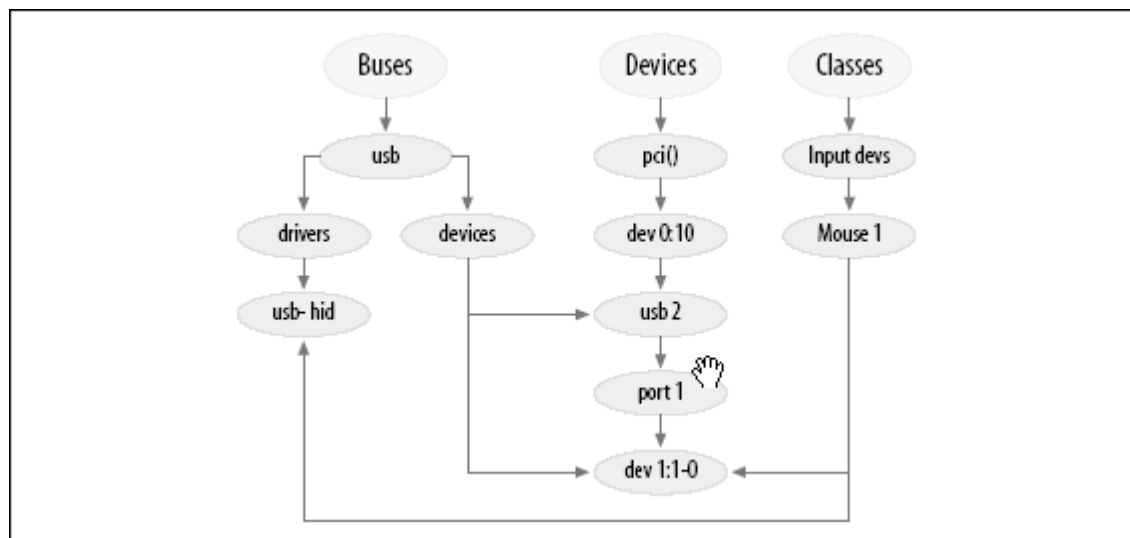 Buses Devices Classes
usb pci() Input devs
drivers devices dev 0:10 Mouse 1
usb- hid usb 2
port 1
dev 1:1-0